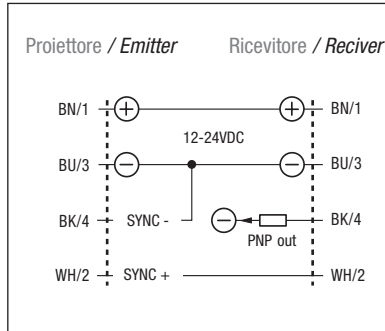 Proiettore / Emitter Ricevitore / Reciver
BN/1 + + BN/1
12-24VDC
BU/3 − − BU/3
BK/4 SYNC - − BK/4
PNP out
WH/2 SYNC + WH/2